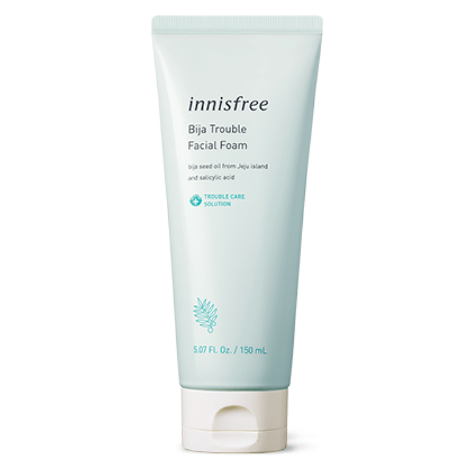 innisfree
Bija Trouble
Facial Foam
bija seed oil from Jeju island
and salicylic acid
TROUBLE CARE
SOLUTION
5.07 Fl. Oz. / 150 mL